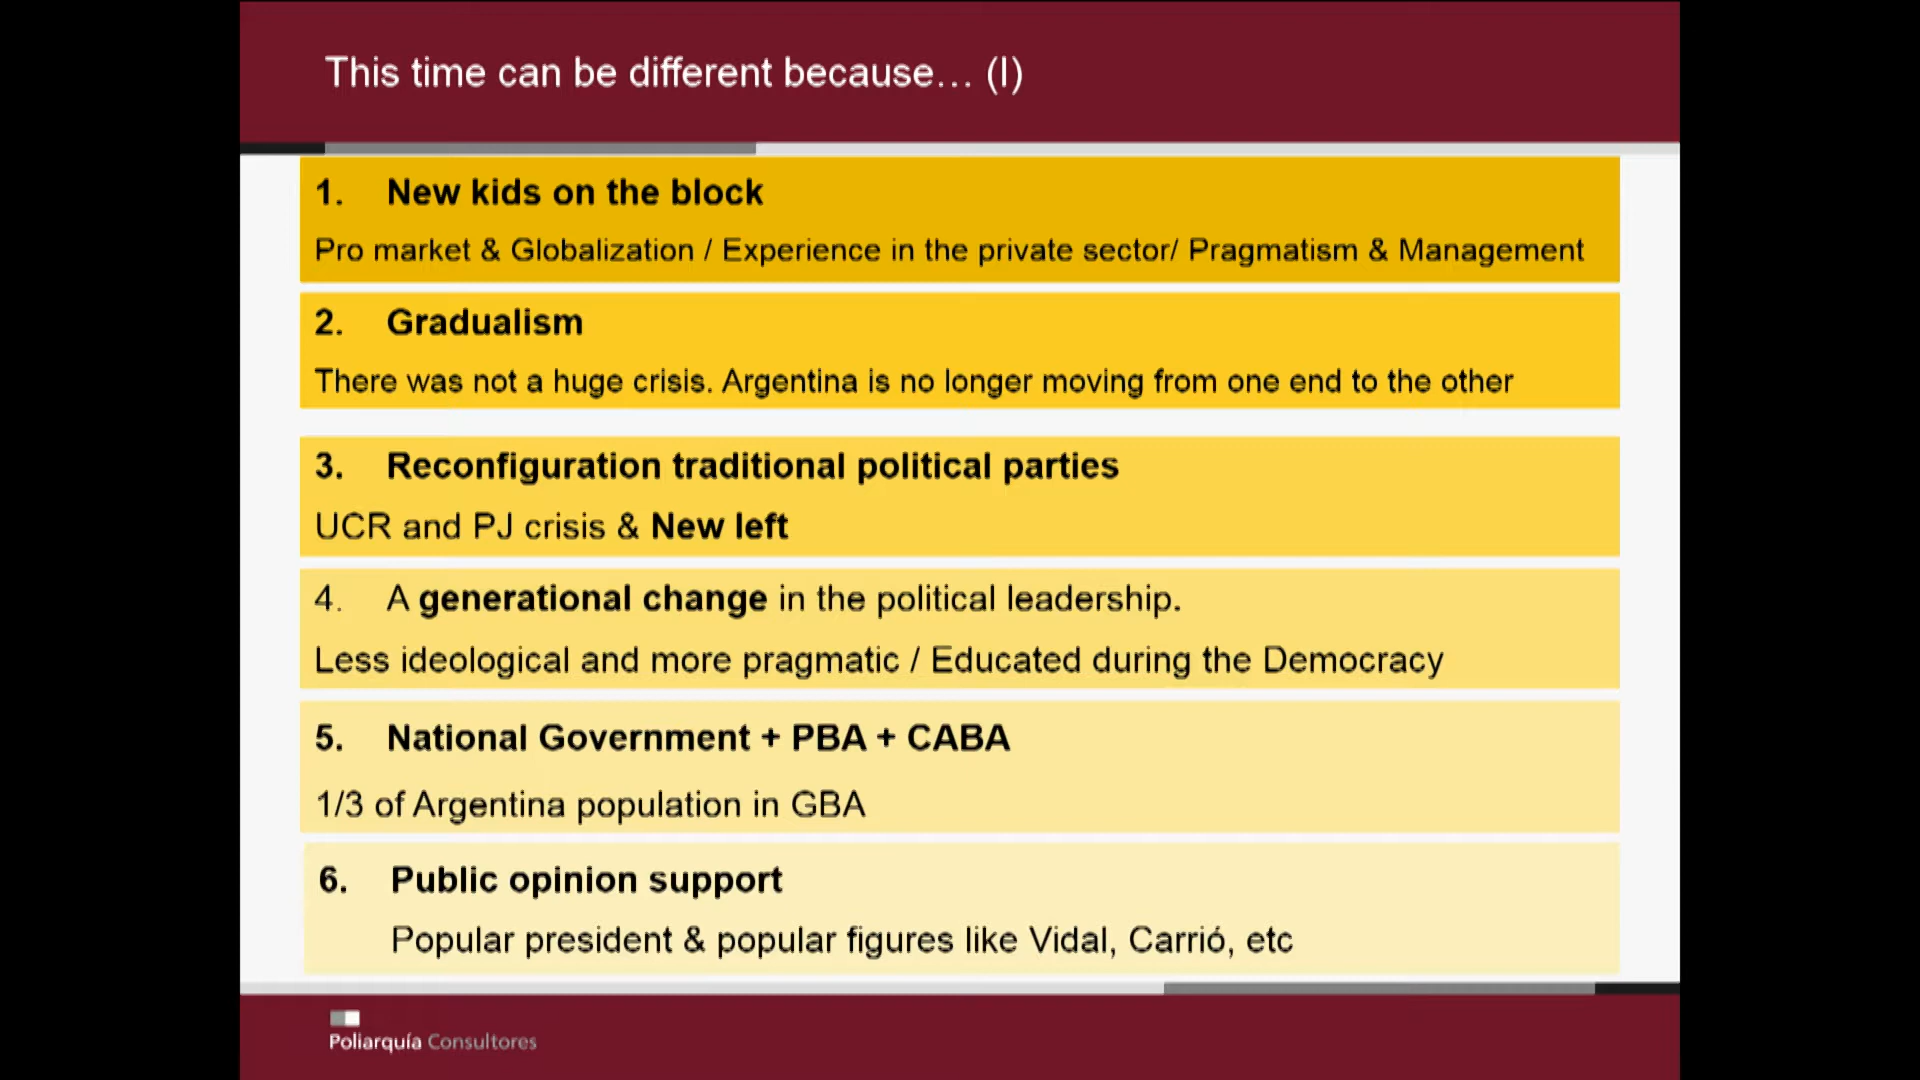 This time can be different because... (I)
1. New kids on the block
Pro market & Globalization / Experience in the private sector/ Pragmatism & Management
2. Gradualism
There was not a huge crisis. Argentina is no longer moving from one end to the other
3. Reconfiguration traditional political parties
UCR and PJ crisis & New left
4. A generational change in the political leadership.
Less ideological and more pragmatic / Educated during the Democracy
5. National Government + PBA + CABA
1/3 of Argentina population in GBA
6. Public opinion support
Popular president & popular figures like Vidal, Carrió, etc
Poliarquía Consultores